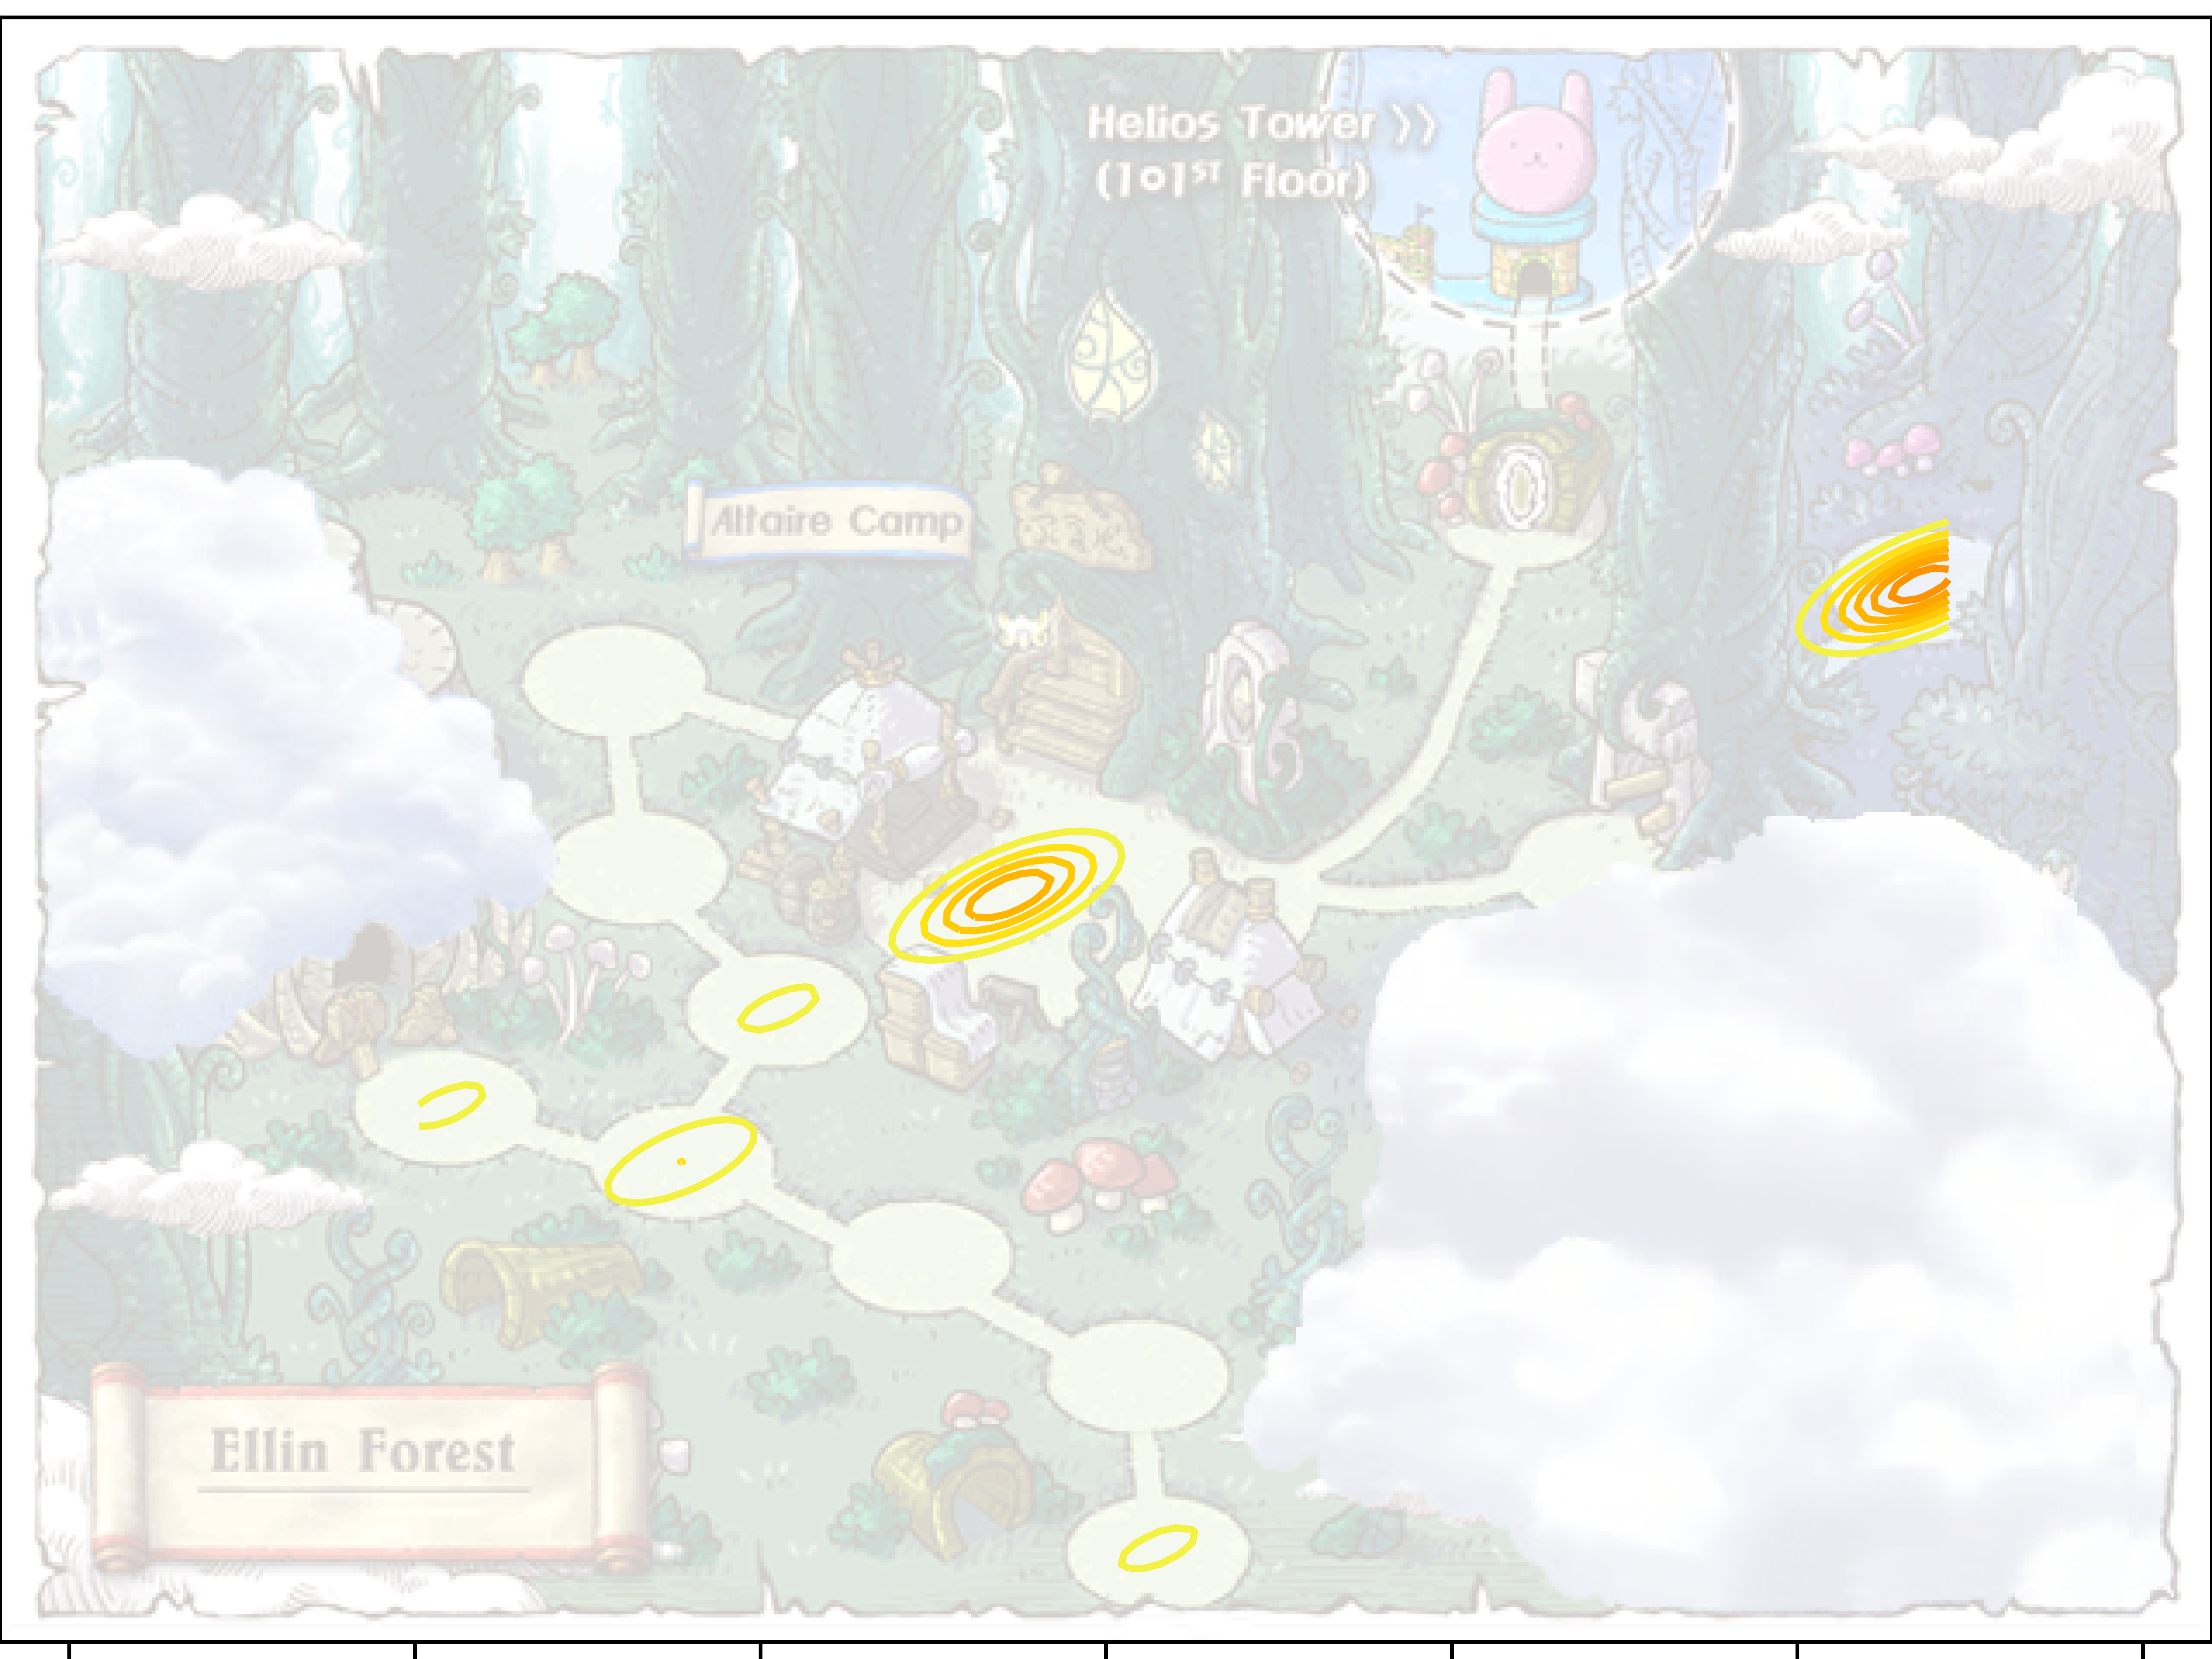 Helios Tower >>
(101ST Floor)
Altaire Camp
Ellin Forest